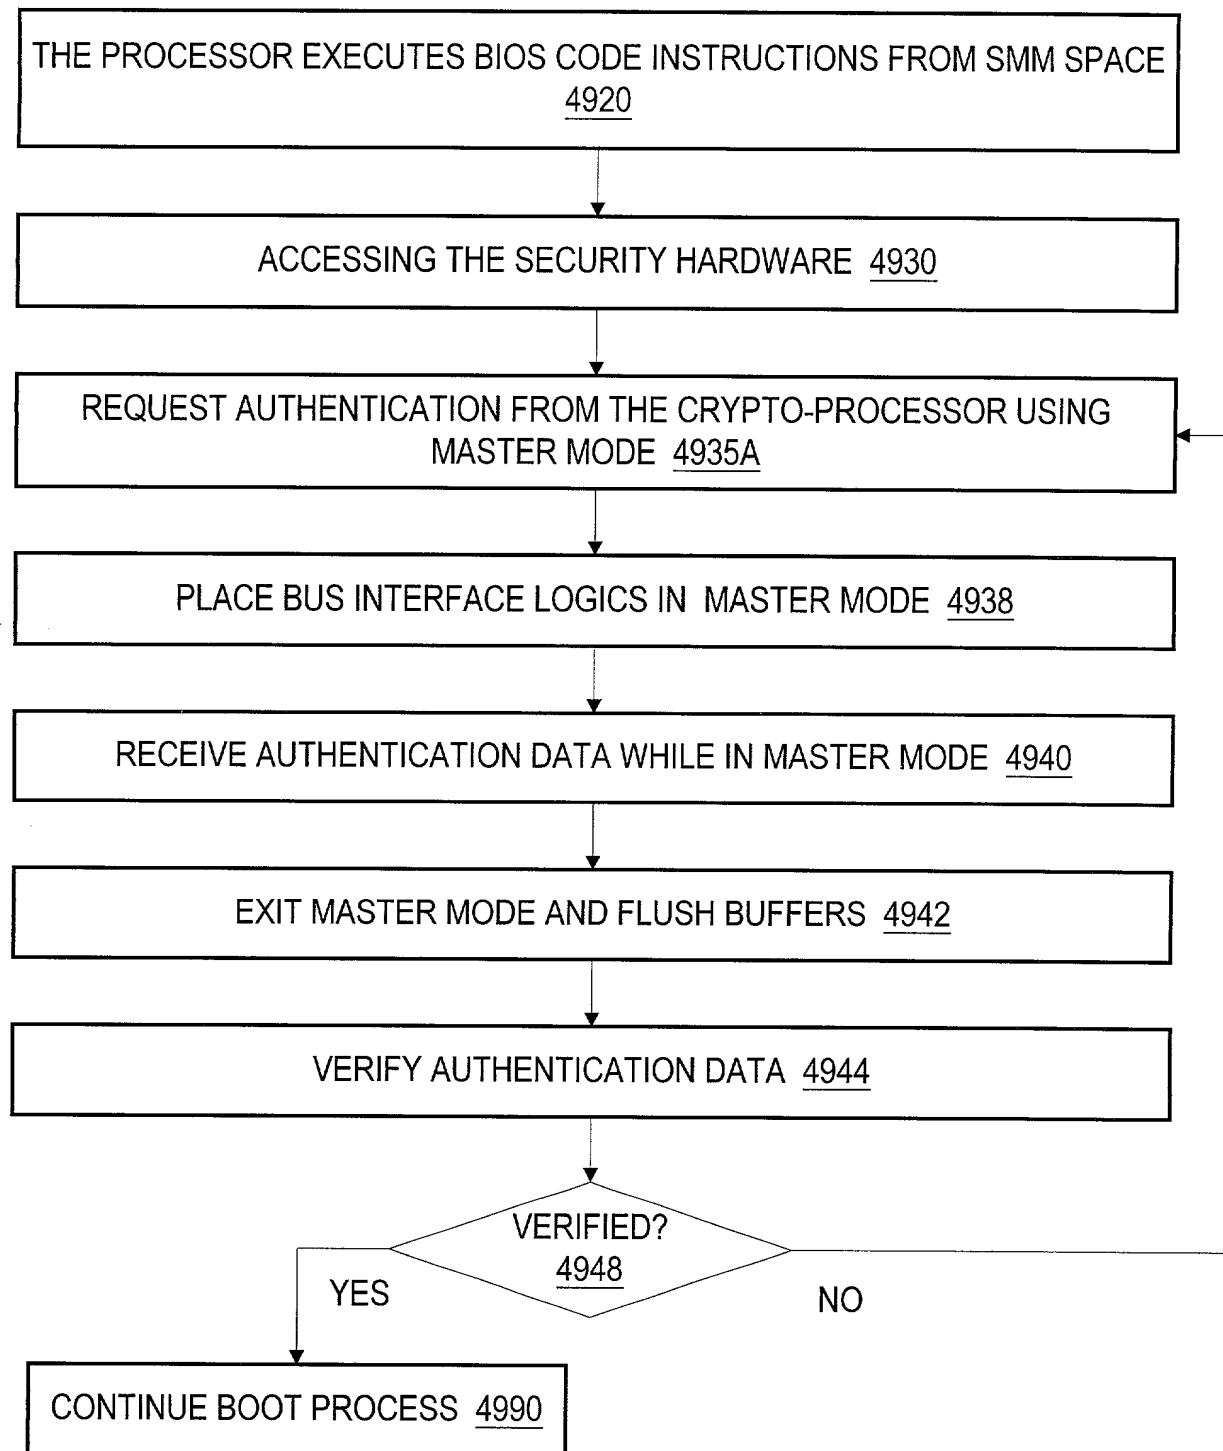 THE PROCESSOR EXECUTES BIOS CODE INSTRUCTIONS FROM SMM SPACE
4920
ACCESSING THE SECURITY HARDWARE 4930
REQUEST AUTHENTICATION FROM THE CRYPTO-PROCESSOR USING
MASTER MODE 4935A
PLACE BUS INTERFACE LOGICS IN MASTER MODE 4938
RECEIVE AUTHENTICATION DATA WHILE IN MASTER MODE 4940
EXIT MASTER MODE AND FLUSH BUFFERS 4942
VERIFY AUTHENTICATION DATA 4944
VERIFIED?
4948
YES
NO
CONTINUE BOOT PROCESS 4990